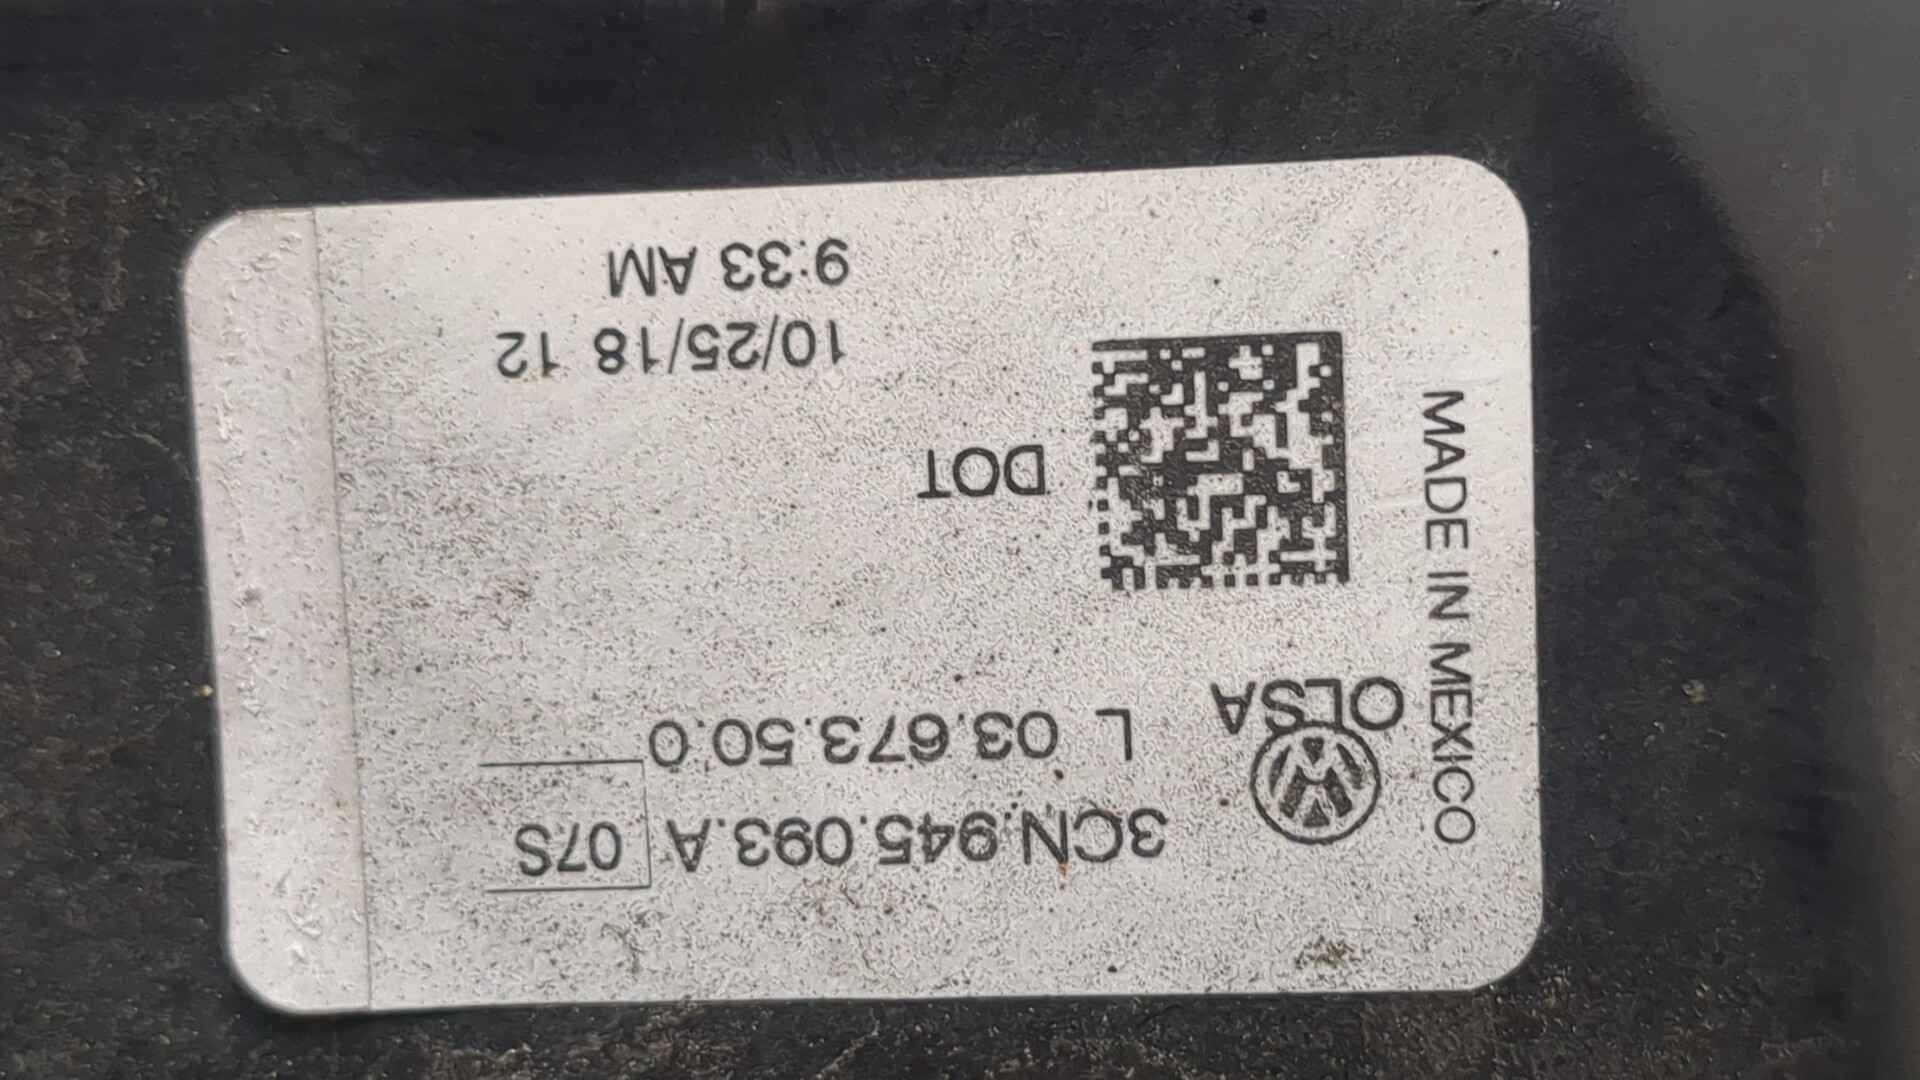 3CN.945.093.A 07S
L 03.673.50.0
OLSA
DOT
10/25/18 12
9:33 AM
MADE IN MEXICO